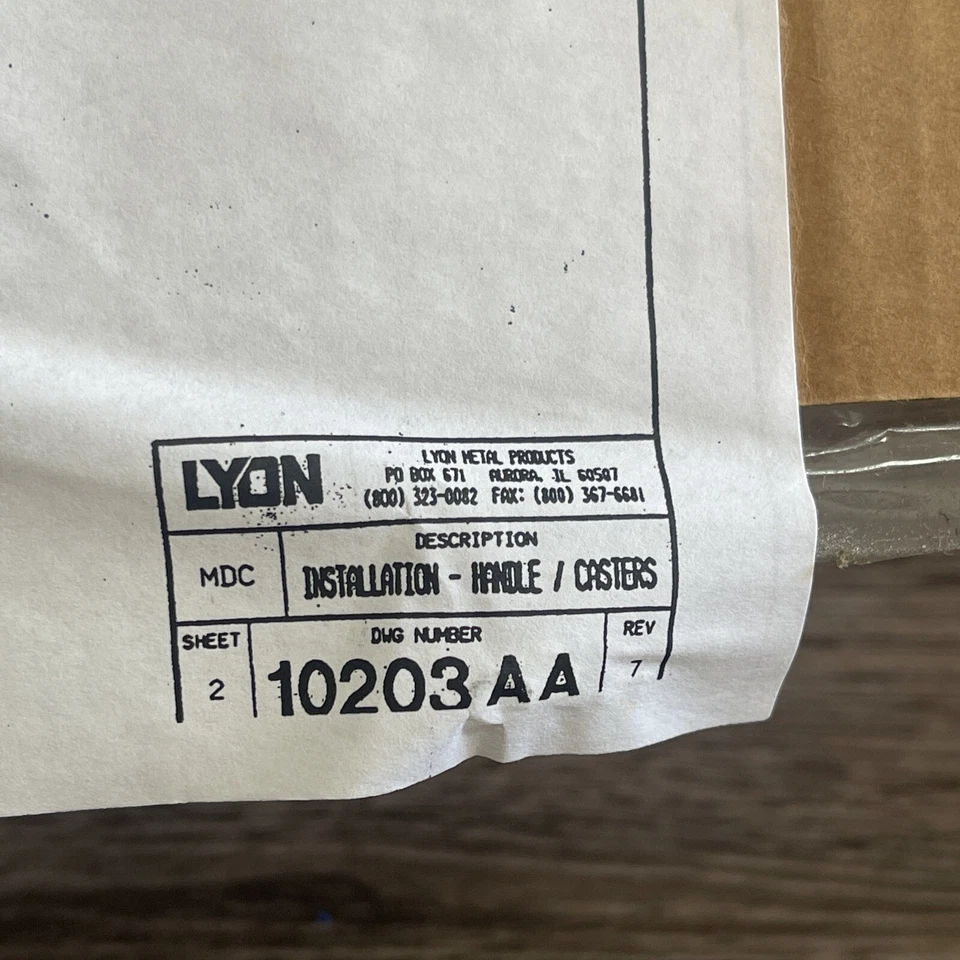 LYON
LYON METAL PRODUCTS
PO BOX 671 AURORA, IL 60507
(800) 323-0082 FAX: (800) 367-6681
DESCRIPTION
MDC
INSTALLATION - HANDLE / CASTERS
SHEET
DWG NUMBER
REV
2
10203 AA
7